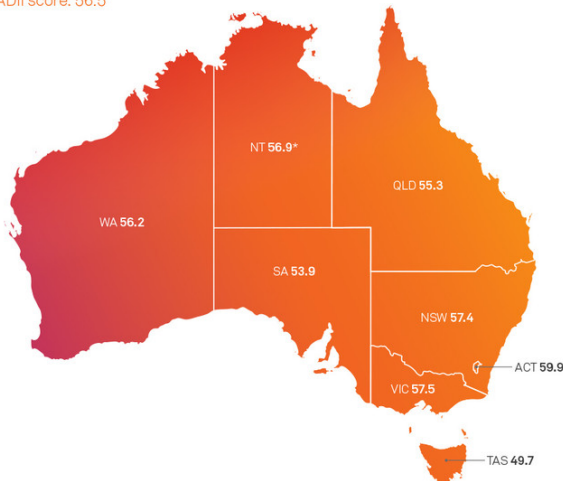 ADII score: 56.5
NT 56.9*
QLD 55.3
WA 56.2
SA 53.9
NSW 57.4
ACT 59.9
VIC 57.5
TAS 49.7